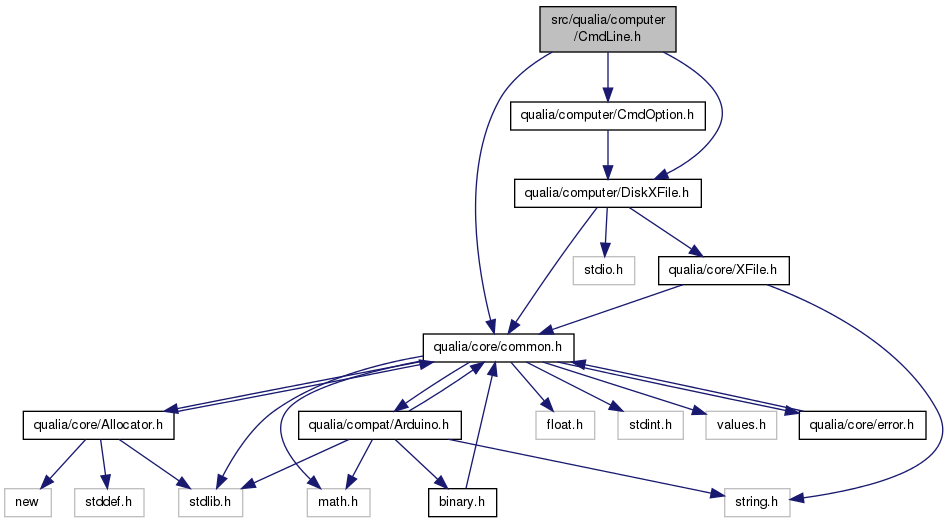 src/qualia/computer
/CmdLine.h
qualia/computer/CmdOption.h
qualia/computer/DiskXFile.h
stdio.h
qualia/core/XFile.h
qualia/core/common.h
qualia/core/Allocator.h
qualia/compat/Arduino.h
float.h
stdint.h
values.h
qualia/core/error.h
new
stddef.h
stdlib.h
math.h
binary.h
string.h